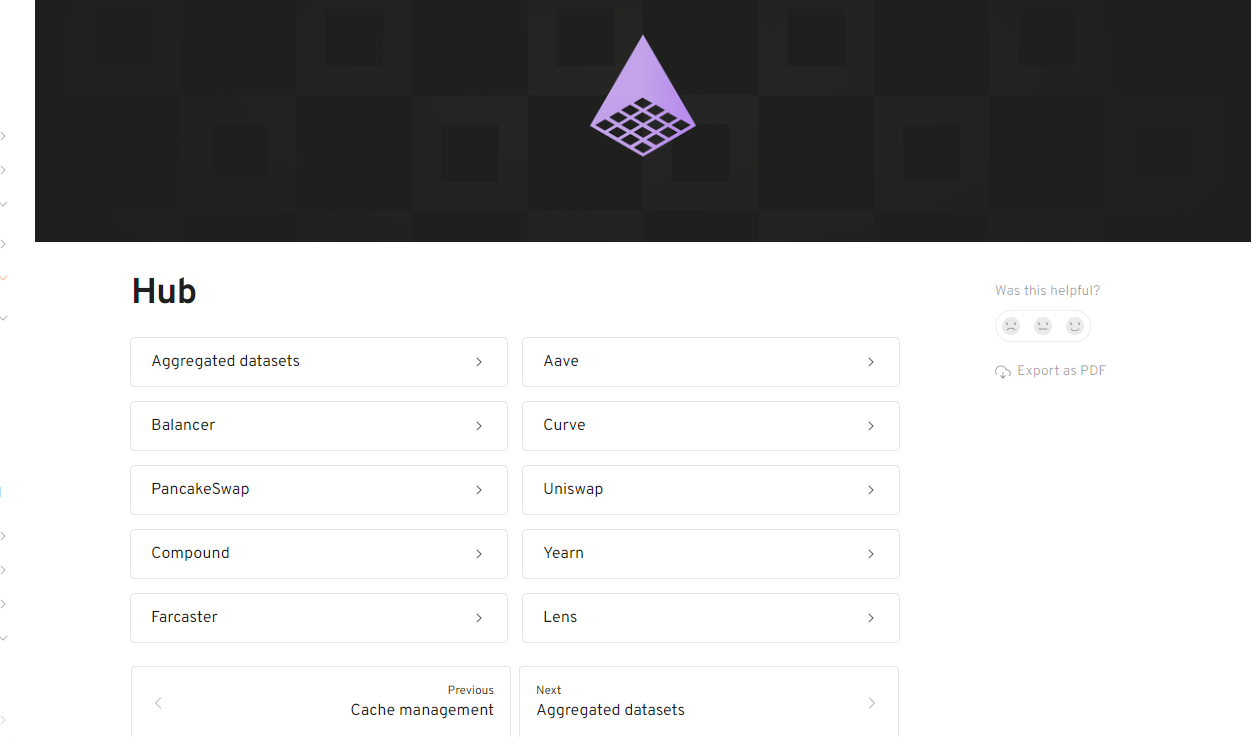 Hub
Was this helpful?
Export as PDF
Aggregated datasets
Aave
Balancer
Curve
PancakeSwap
Uniswap
Compound
Yearn
Farcaster
Lens
Previous
Cache management
Next
Aggregated datasets